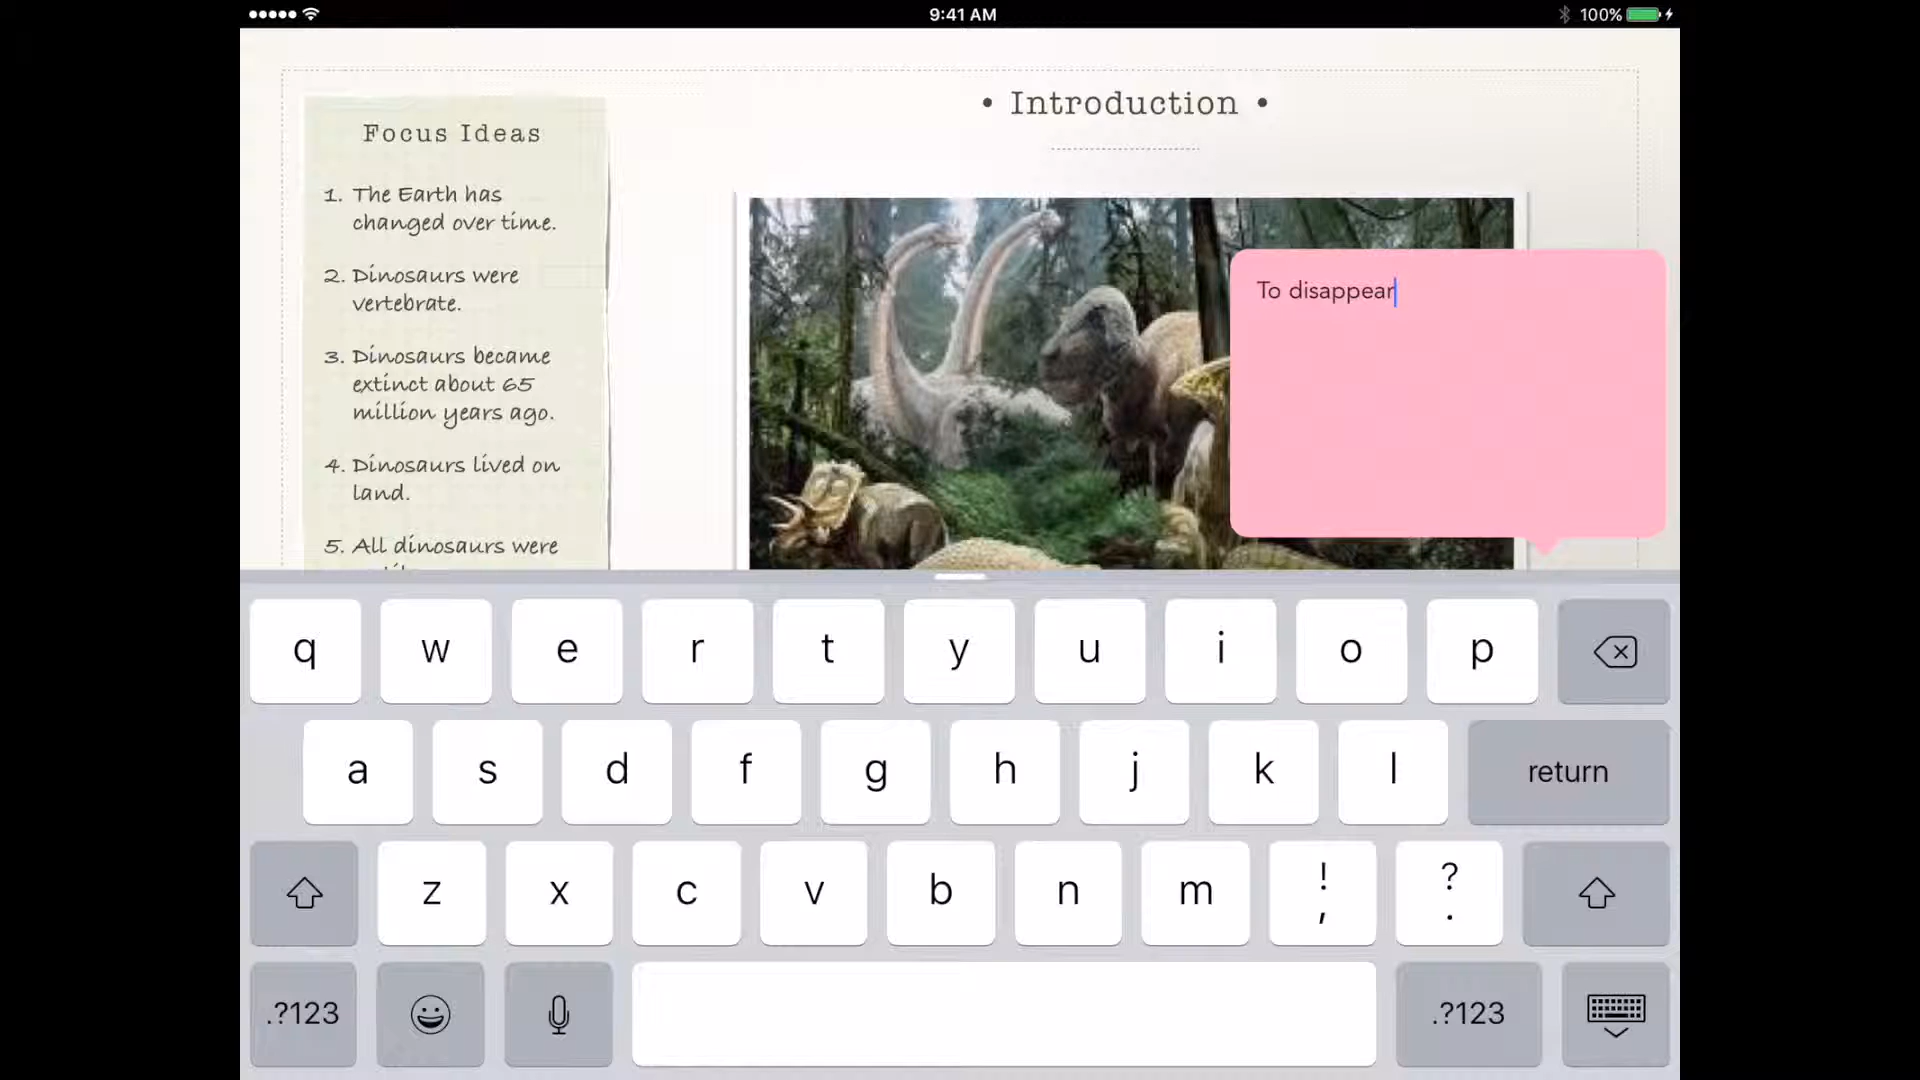 9:41 AM
100%
• Introduction •
Focus Ideas
1. The Earth has
changed over time.
2. Dinosaurs were
vertebrate.
3. Dinosaurs became
extinct about 65
million years ago.
4. Dinosaurs lived on
land.
5. All dinosaurs were
To disappear
q w e r t y u i o p
a s d f g h j k l return
z x c v b n m ! , ? .
.?123 .?123